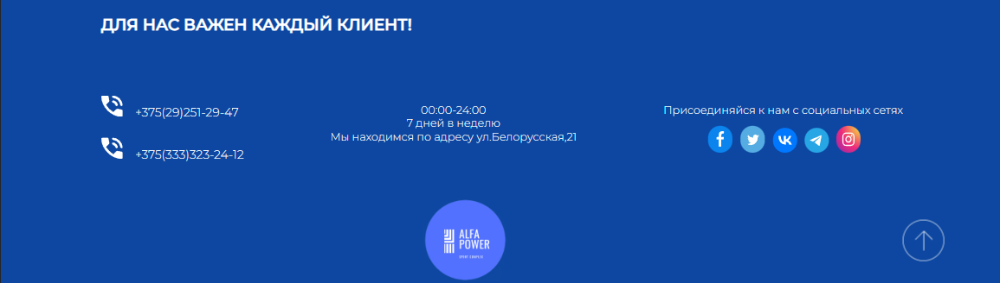 ДЛЯ НАС ВАЖЕН КАЖДЫЙ КЛИЕНТ!
+375(29)251-29-47
+375(333)323-24-12
00:00-24:00
7 дней в неделю
Мы находимся по адресу ул.Белорусская,21
Присоединяйся к нам с социальных сетях
ALFA
POWER